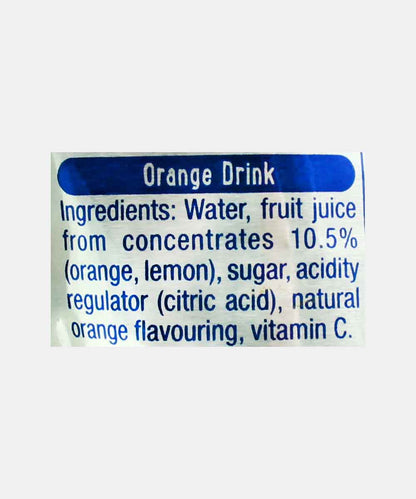 Orange Drink
Ingredients: Water, fruit juice
from concentrates 10.5%
(orange, lemon), sugar, acidity
regulator (citric acid), natural
orange flavouring, vitamin C.